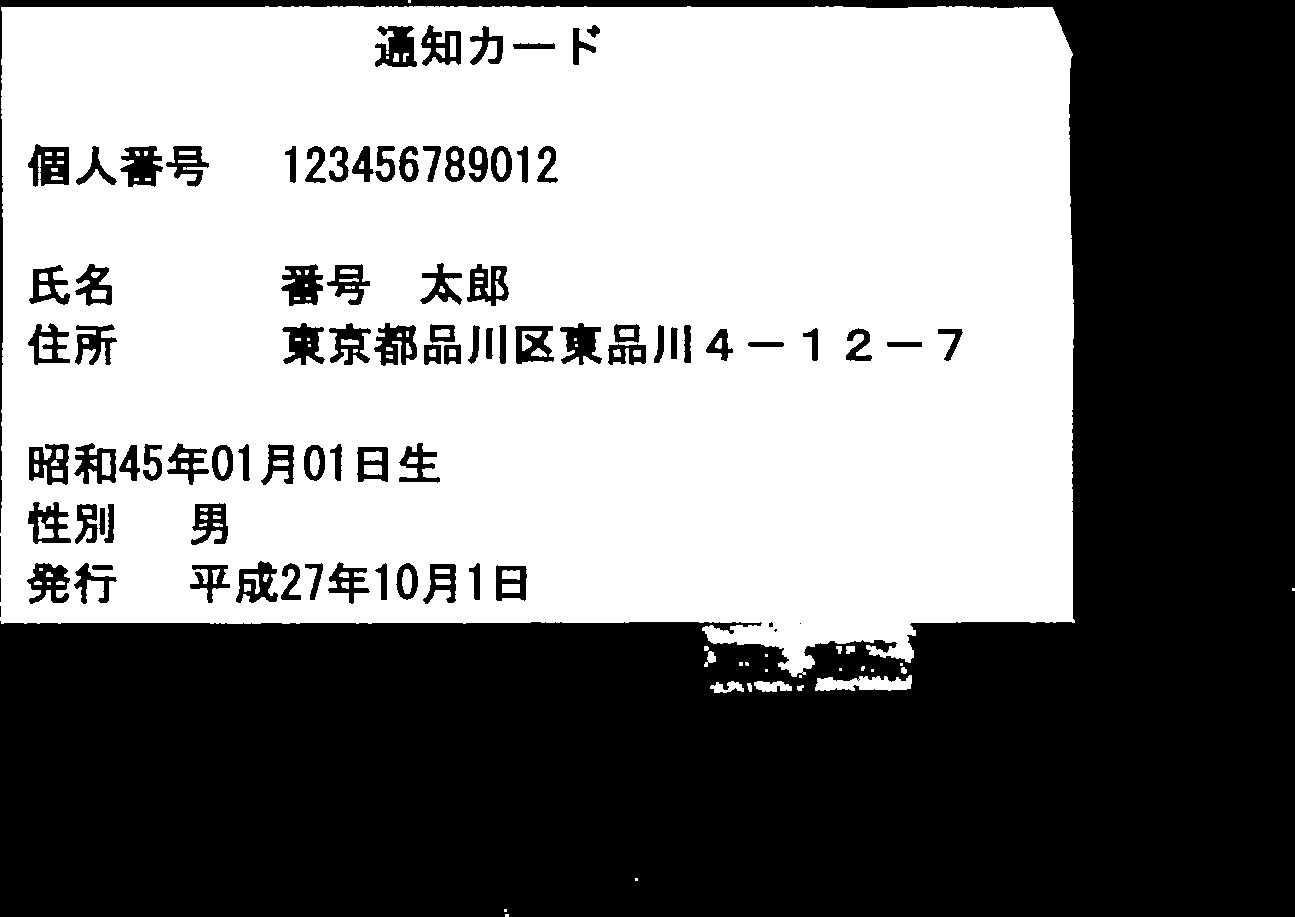 通知カード
個人番号 123456789012
氏名 番号 太郎
住所 東京都品川区東品川4－12－7
昭和45年01月01日生
性別 男
発行 平成27年10月1日